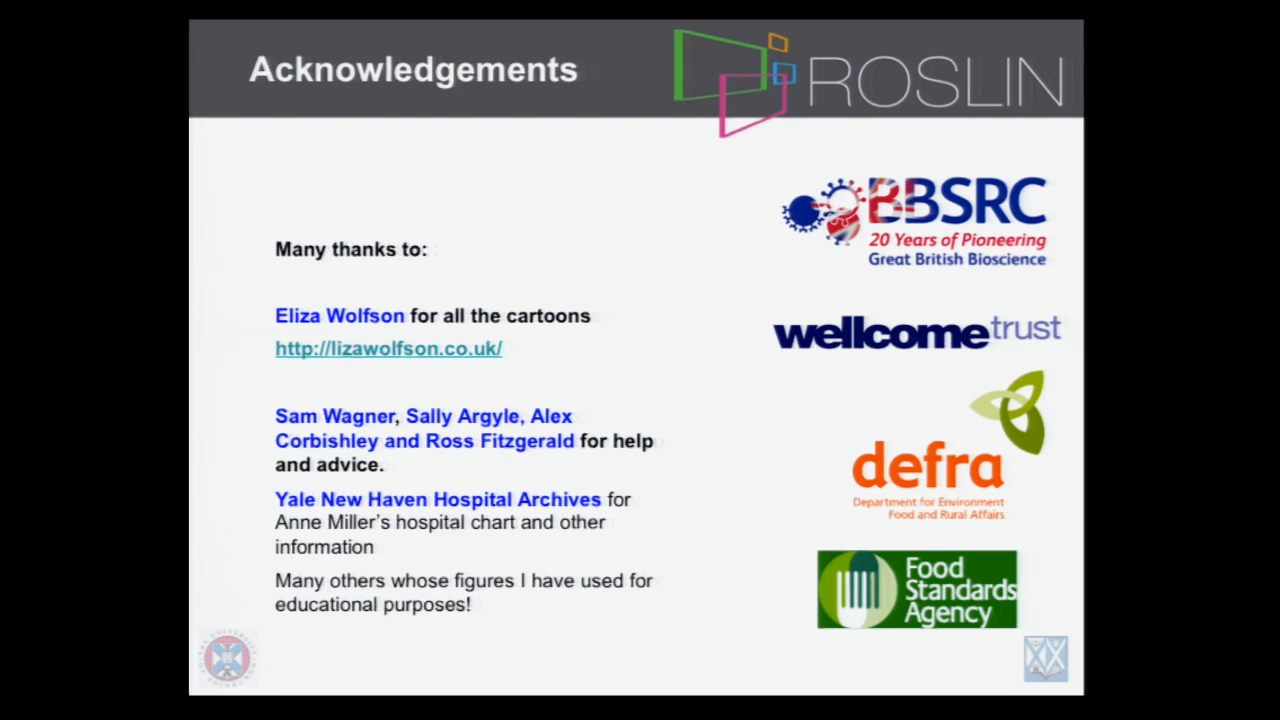 Acknowledgements
ROSLIN
BBSRC
20 Years of Pioneering
Great British Bioscience
Many thanks to:
Eliza Wolfson for all the cartoons
http://lizawolfson.co.uk/
wellcometrust
Sam Wagner, Sally Argyle, Alex
Corbishley and Ross Fitzgerald for help
and advice.
defra
Department for Environment
Food and Rural Affairs
Yale New Haven Hospital Archives for
Anne Miller's hospital chart and other
information
Many others whose figures I have used for
educational purposes!
Food
Standards
Agency